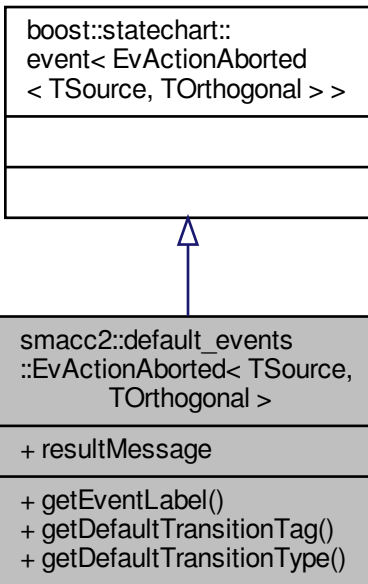 boost::statechart::
event< EvActionAborted
< TSource, TOrthogonal > >
smacc2::default_events
::EvActionAborted< TSource,
TOrthogonal >
+ resultMessage
+ getEventLabel()
+ getDefaultTransitionTag()
+ getDefaultTransitionType()